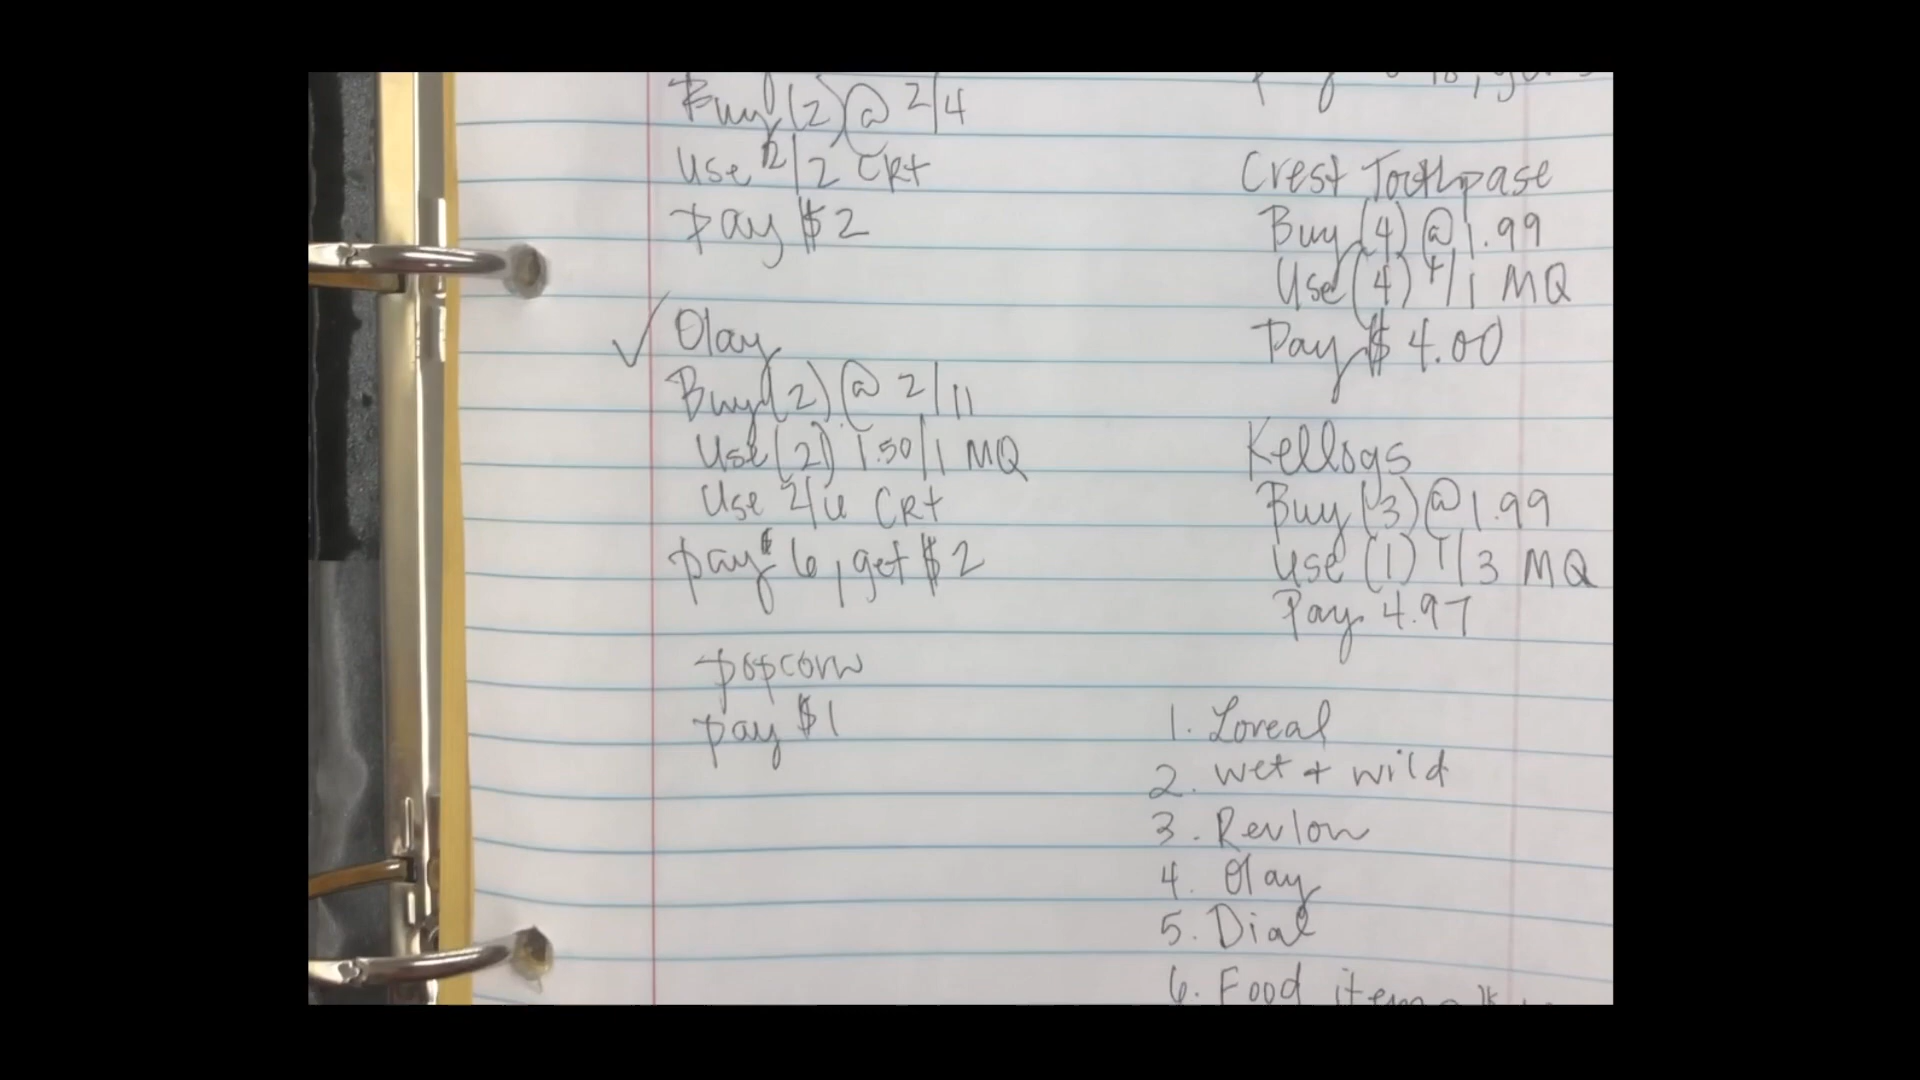 Buy (2) @ 2/4
Use 2/2 CRt
pay $2
✓ Olay
Buy (2) @ 2/11
Use (2) 1.50/1 MQ
Use 2/6 CRt
pay $6, get $2
popcorn
pay $1
Crest Toothpase
Buy (4) @ 1.99
Use (4) 1/1 MQ
Pay $4.00
Kellogs
Buy (3) @ 1.99
Use (1) 1/3 MQ
Pay 4.97
1. Loreal
2. wet + wild
3. Revlon
4. Olay
5. Dial
6. Food item